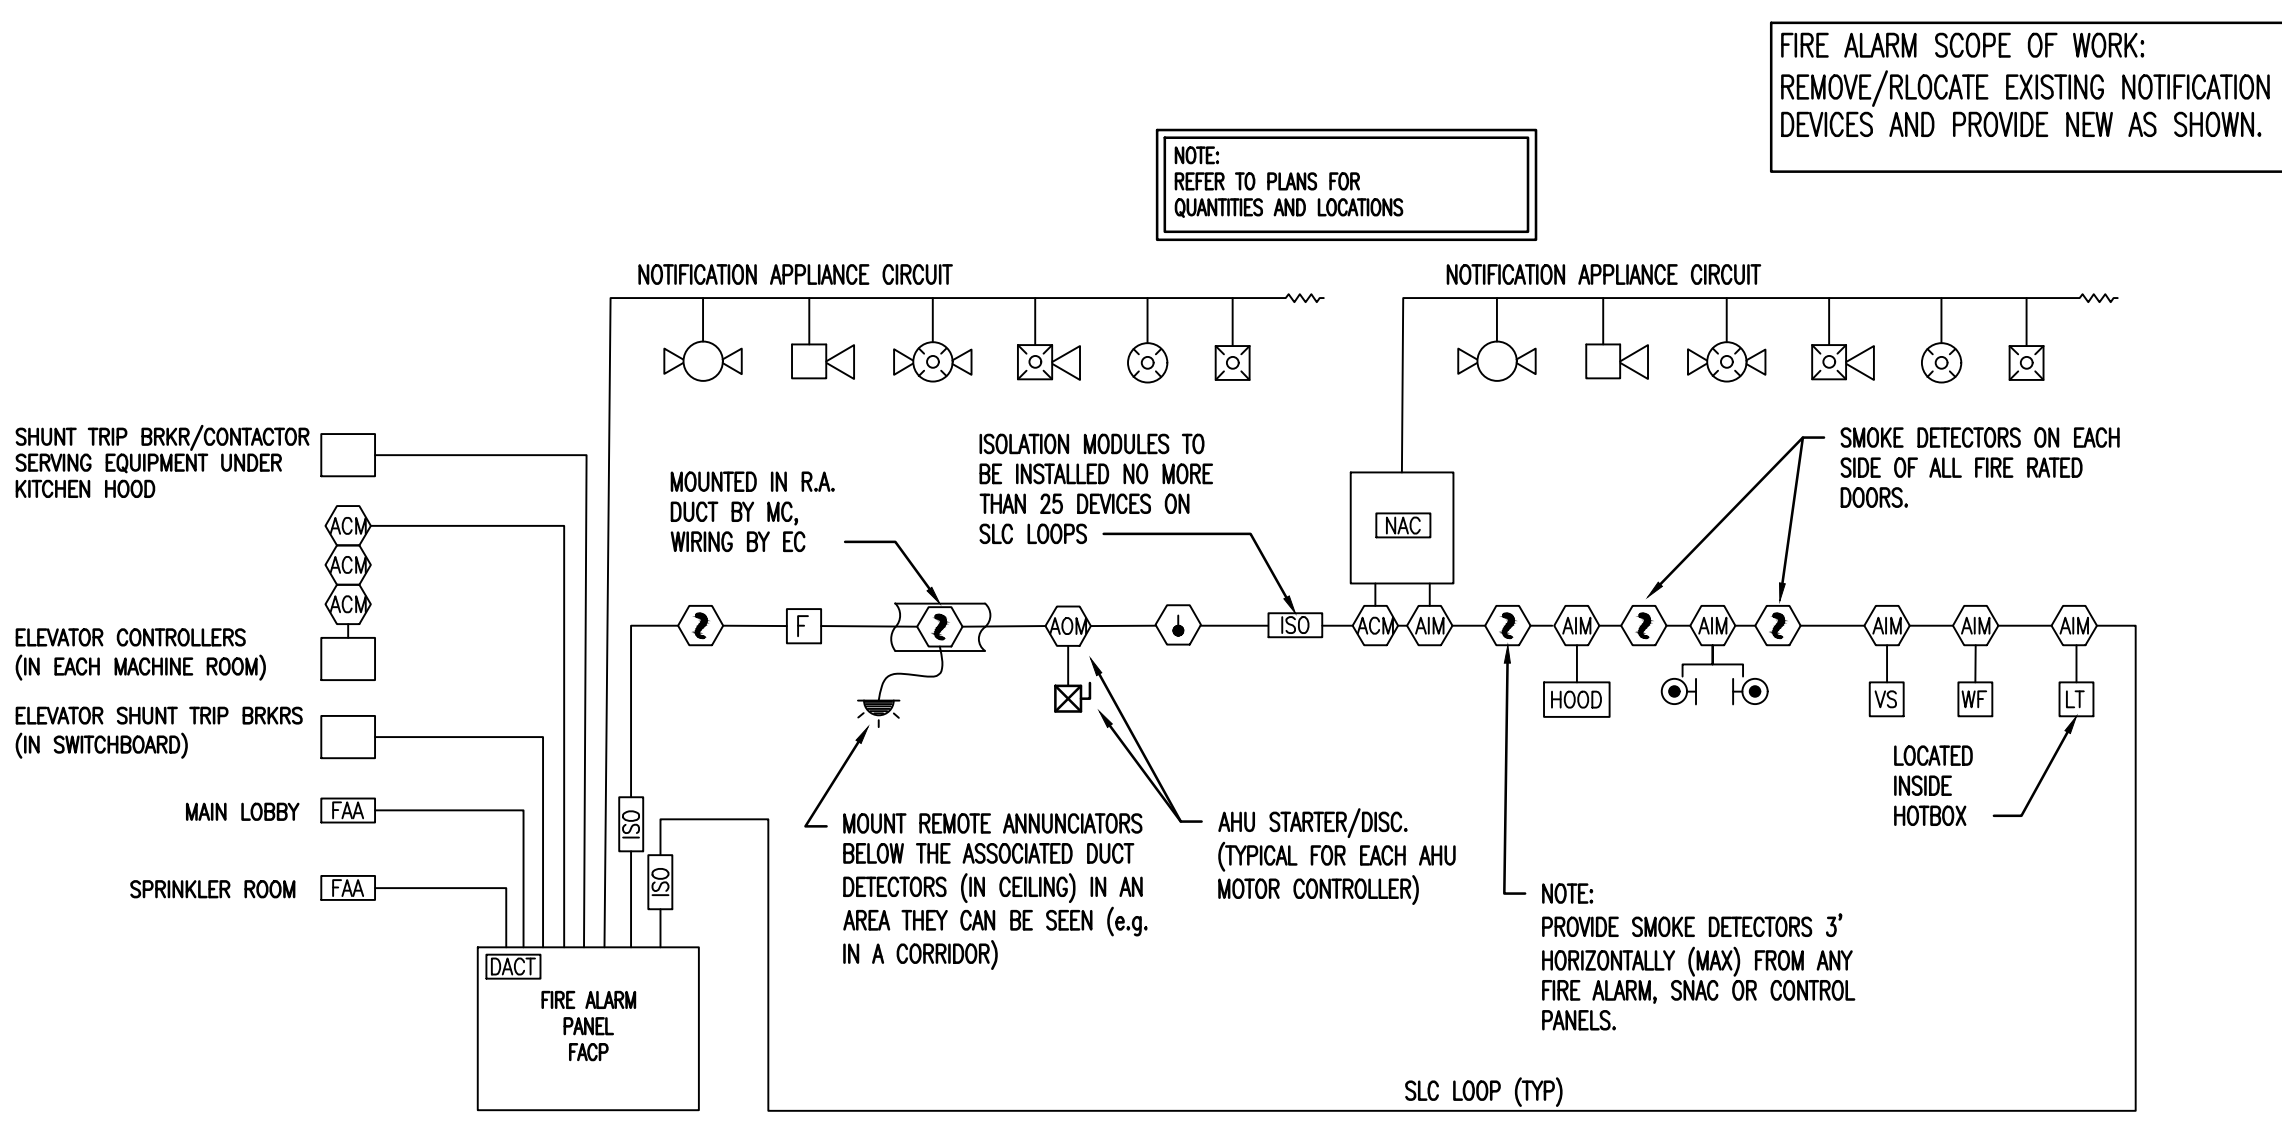 FIRE ALARM SCOPE OF WORK:
REMOVE/RLOCATE EXISTING NOTIFICATION
DEVICES AND PROVIDE NEW AS SHOWN.
NOTE:
REFER TO PLANS FOR
QUANTITIES AND LOCATIONS
NOTIFICATION APPLIANCE CIRCUIT
NOTIFICATION APPLIANCE CIRCUIT
SHUNT TRIP BRKR/CONTACTOR
SERVING EQUIPMENT UNDER
KITCHEN HOOD
ACM
ACM
ACM
ELEVATOR CONTROLLERS
(IN EACH MACHINE ROOM)
ELEVATOR SHUNT TRIP BRKRS
(IN SWITCHBOARD)
MAIN LOBBY
FAA
SPRINKLER ROOM
FAA
ISO
ISO
DACT
FIRE ALARM
PANEL
FACP
MOUNTED IN R.A.
DUCT BY MC,
WIRING BY EC
ISOLATION MODULES TO
BE INSTALLED NO MORE
THAN 25 DEVICES ON
SLC LOOPS
NAC
SMOKE DETECTORS ON EACH
SIDE OF ALL FIRE RATED
DOORS.
F
AOM
ISO
ACM
AIM
AIM
AIM
AIM
AIM
AIM
HOOD
VS
WF
LT
LOCATED
INSIDE
HOTBOX
MOUNT REMOTE ANNUNCIATORS
BELOW THE ASSOCIATED DUCT
DETECTORS (IN CEILING) IN AN
AREA THEY CAN BE SEEN (e.g.
IN A CORRIDOR)
AHU STARTER/DISC.
(TYPICAL FOR EACH AHU
MOTOR CONTROLLER)
NOTE:
PROVIDE SMOKE DETECTORS 3'
HORIZONTALLY (MAX) FROM ANY
FIRE ALARM, SNAC OR CONTROL
PANELS.
SLC LOOP (TYP)